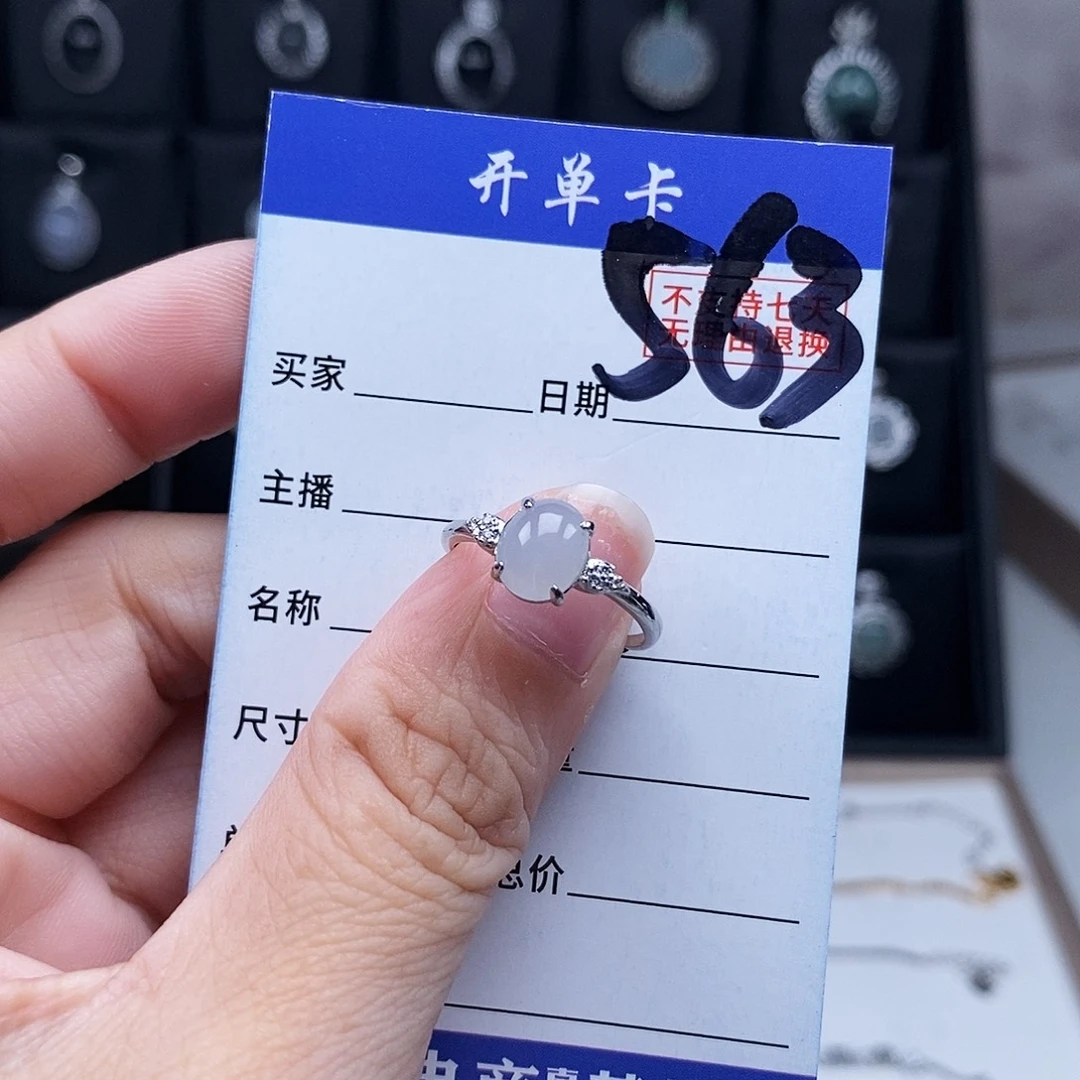 开单卡
563
不支持七天
无理由退换
买家 日期
主播
名称
尺寸
总价